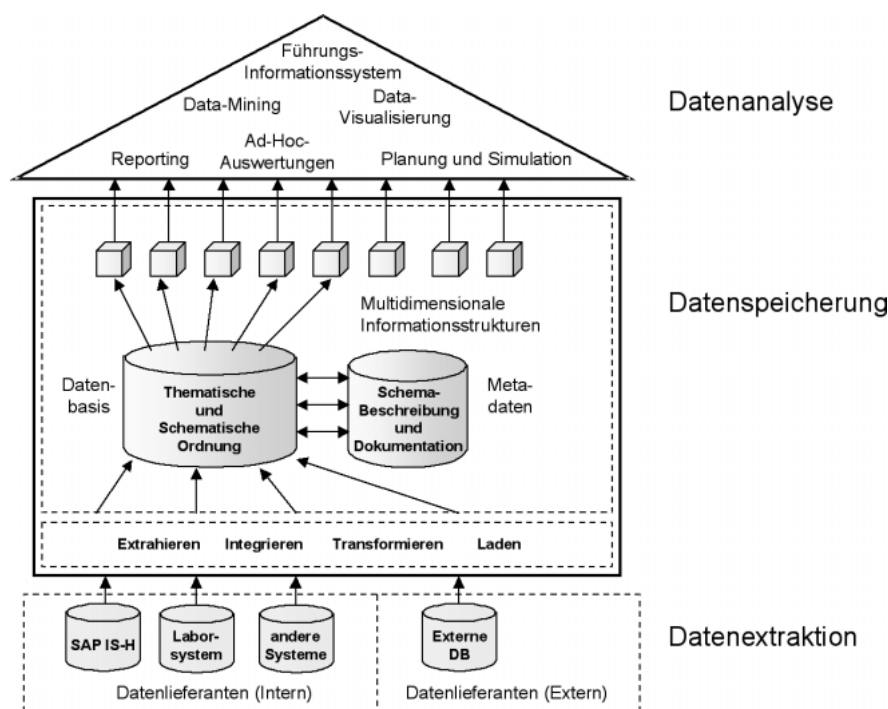 Führungs-
Informationssystem
Data-Mining
Data-
Visualisierung
Datenanalyse
Reporting
Ad-Hoc-
Auswertungen
Planung und Simulation
Multidimensionale
Informationsstrukturen
Datenspeicherung
Daten-
basis
Thematische
und
Schematische
Ordnung
Schema-
Beschreibung
und
Dokumentation
Meta-
daten
Extrahieren Integrieren Transformieren Laden
SAP IS-H
Labor-
system
andere
Systeme
Externe
DB
Datenextraktion
Datenlieferanten (Intern)
Datenlieferanten (Extern)